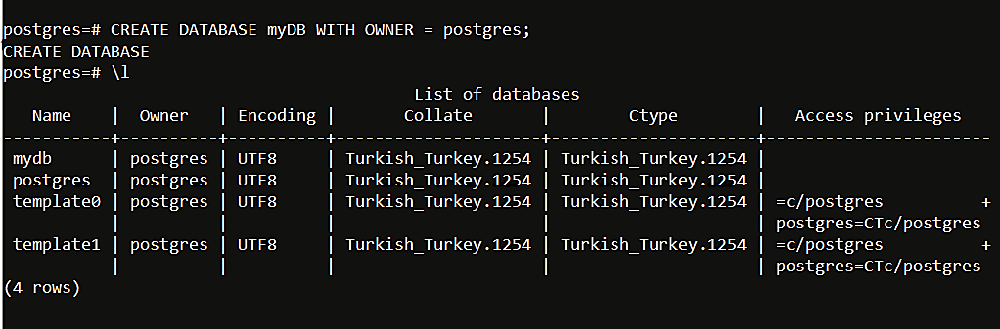 postgres=# CREATE DATABASE myDB WITH OWNER = postgres;
CREATE DATABASE
postgres=# \l
                                          List of databases
   Name    |  Owner   | Encoding |       Collate       |        Ctype        |   Access privileges
-----------+----------+----------+---------------------+---------------------+-----------------------
 mydb      | postgres | UTF8     | Turkish_Turkey.1254 | Turkish_Turkey.1254 |
 postgres  | postgres | UTF8     | Turkish_Turkey.1254 | Turkish_Turkey.1254 |
 template0 | postgres | UTF8     | Turkish_Turkey.1254 | Turkish_Turkey.1254 | =c/postgres          +
           |          |          |                     |                     | postgres=CTc/postgres
 template1 | postgres | UTF8     | Turkish_Turkey.1254 | Turkish_Turkey.1254 | =c/postgres          +
           |          |          |                     |                     | postgres=CTc/postgres
(4 rows)